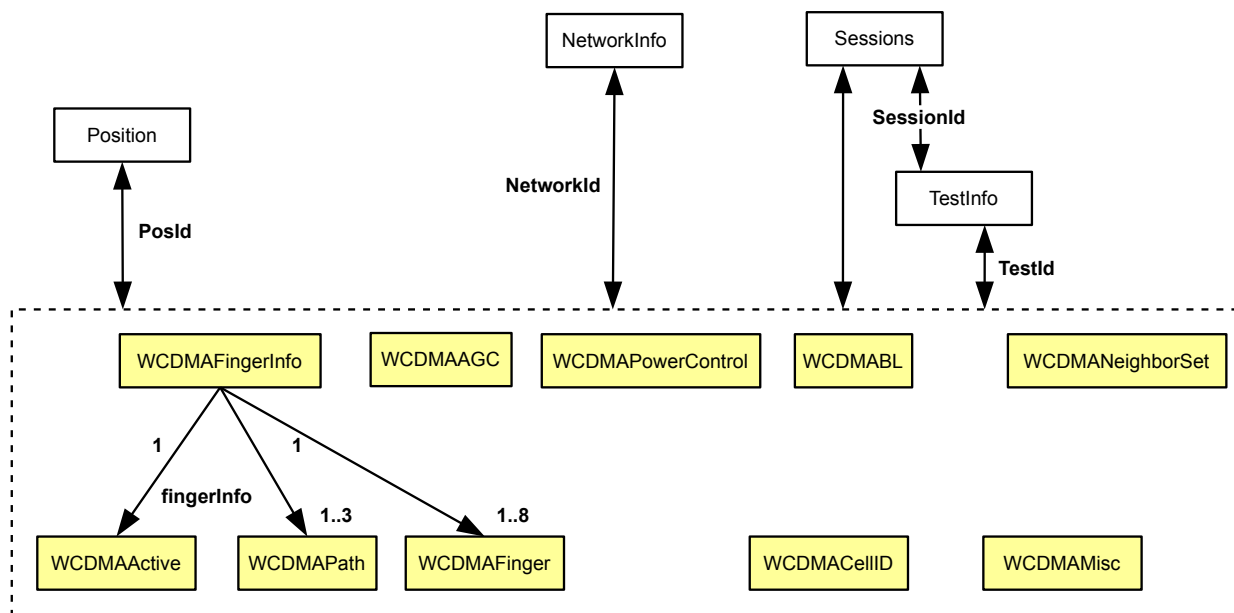 NetworkInfo
Sessions
Position
SessionId
NetworkId
TestInfo
PosId
TestId
WCDMAFingerInfo
WCDMAAGC
WCDMAPowerControl
WCDMABL
WCDMANeighborSet
1
1
fingerInfo
1..3
1..8
WCDMAActive
WCDMAPath
WCDMAFinger
WCDMACellID
WCDMAMisc